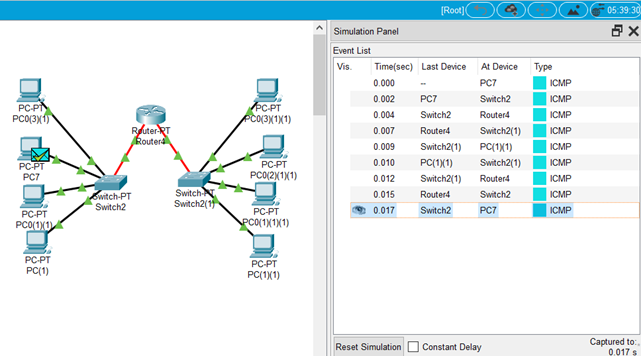 [Root]
05:39:30
Simulation Panel
Event List
Vis. Time(sec) Last Device At Device Type
0.000 -- PC7 ICMP
0.002 PC7 Switch2 ICMP
0.004 Switch2 Router4 ICMP
0.007 Router4 Switch2(1) ICMP
0.009 Switch2(1) PC(1)(1) ICMP
0.010 PC(1)(1) Switch2(1) ICMP
0.012 Switch2(1) Router4 ICMP
0.015 Router4 Switch2 ICMP
0.017 Switch2 PC7 ICMP
Reset Simulation
Constant Delay
Captured to:
0.017 s
PC-PT
PC0(3)(1)
PC-PT
PC7
PC-PT
PC0(1)(1)
PC-PT
PC(1)
Switch-PT
Switch2
Router-PT
Router4
Switch-PT
Switch2(1)
PC-PT
PC0(3)(1)
PC-PT
PC0(2)(1)(1)
PC-PT
PC0(1)(1)(1)
PC-PT
PC(1)(1)